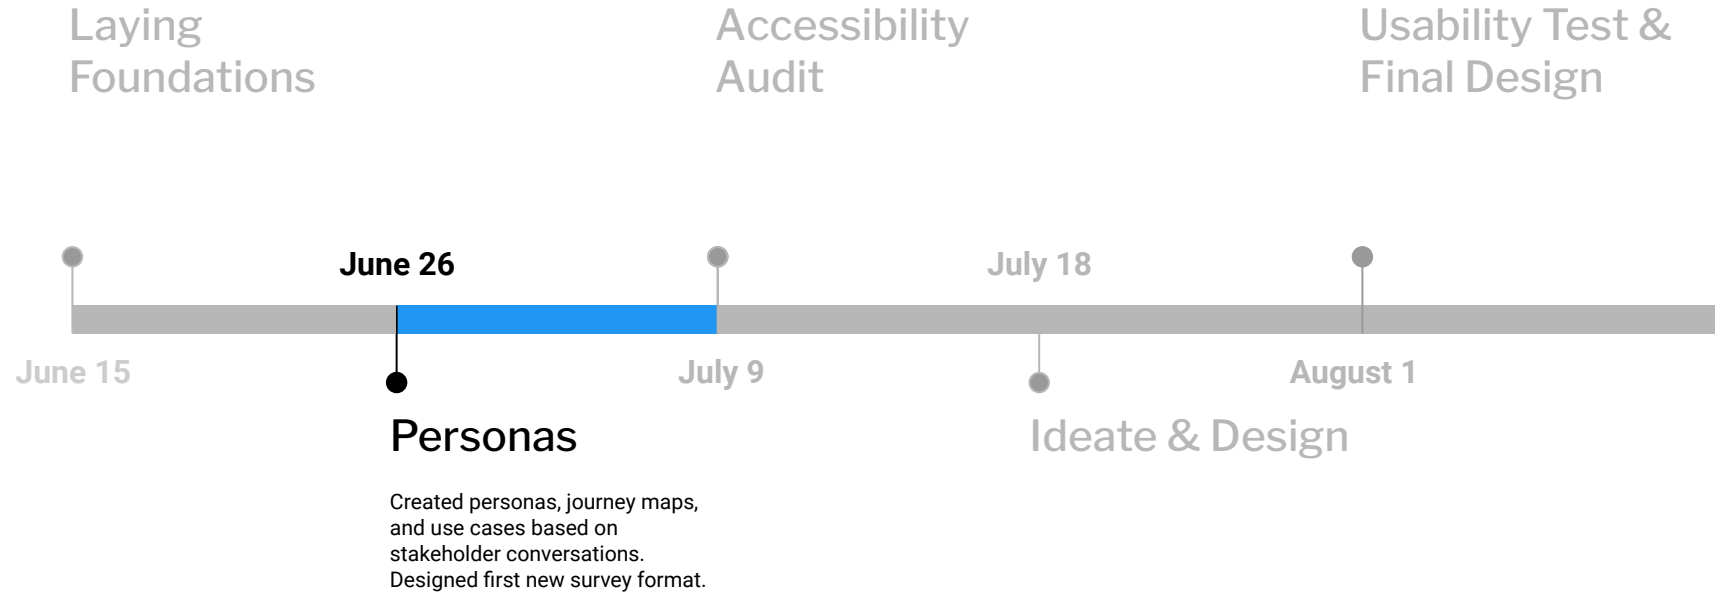 Laying
Foundations
Accessibility
Audit
Usability Test &
Final Design
June 26
July 18
June 15
July 9
August 1
Personas
Ideate & Design
Created personas, journey maps,
and use cases based on
stakeholder conversations.
Designed first new survey format.